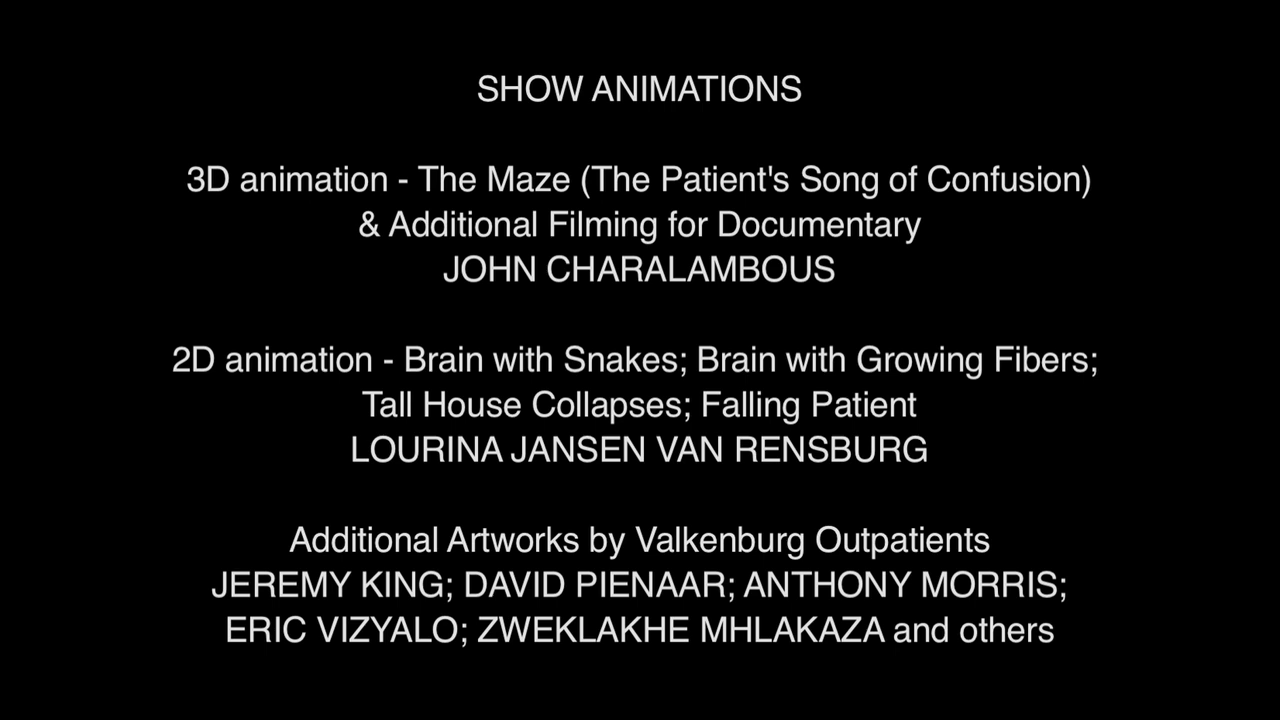 SHOW ANIMATIONS
3D animation - The Maze (The Patient's Song of Confusion)
& Additional Filming for Documentary
JOHN CHARALAMBOUS
2D animation - Brain with Snakes; Brain with Growing Fibers;
Tall House Collapses; Falling Patient
LOURINA JANSEN VAN RENSBURG
Additional Artworks by Valkenburg Outpatients
JEREMY KING; DAVID PIENAAR; ANTHONY MORRIS;
ERIC VIZYALO; ZWEKLAKHE MHLAKAZA and others